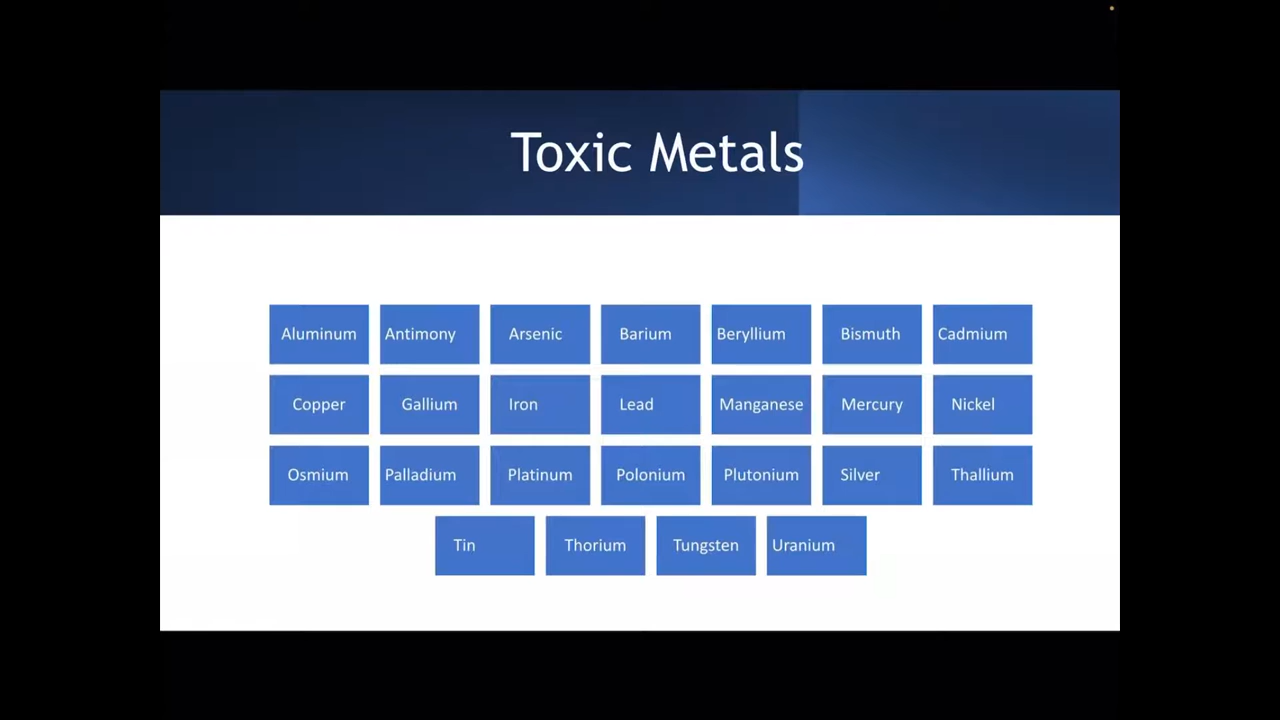 Toxic Metals
Aluminum Antimony Arsenic Barium Beryllium Bismuth Cadmium
Copper Gallium Iron Lead Manganese Mercury Nickel
Osmium Palladium Platinum Polonium Plutonium Silver Thallium
Tin Thorium Tungsten Uranium